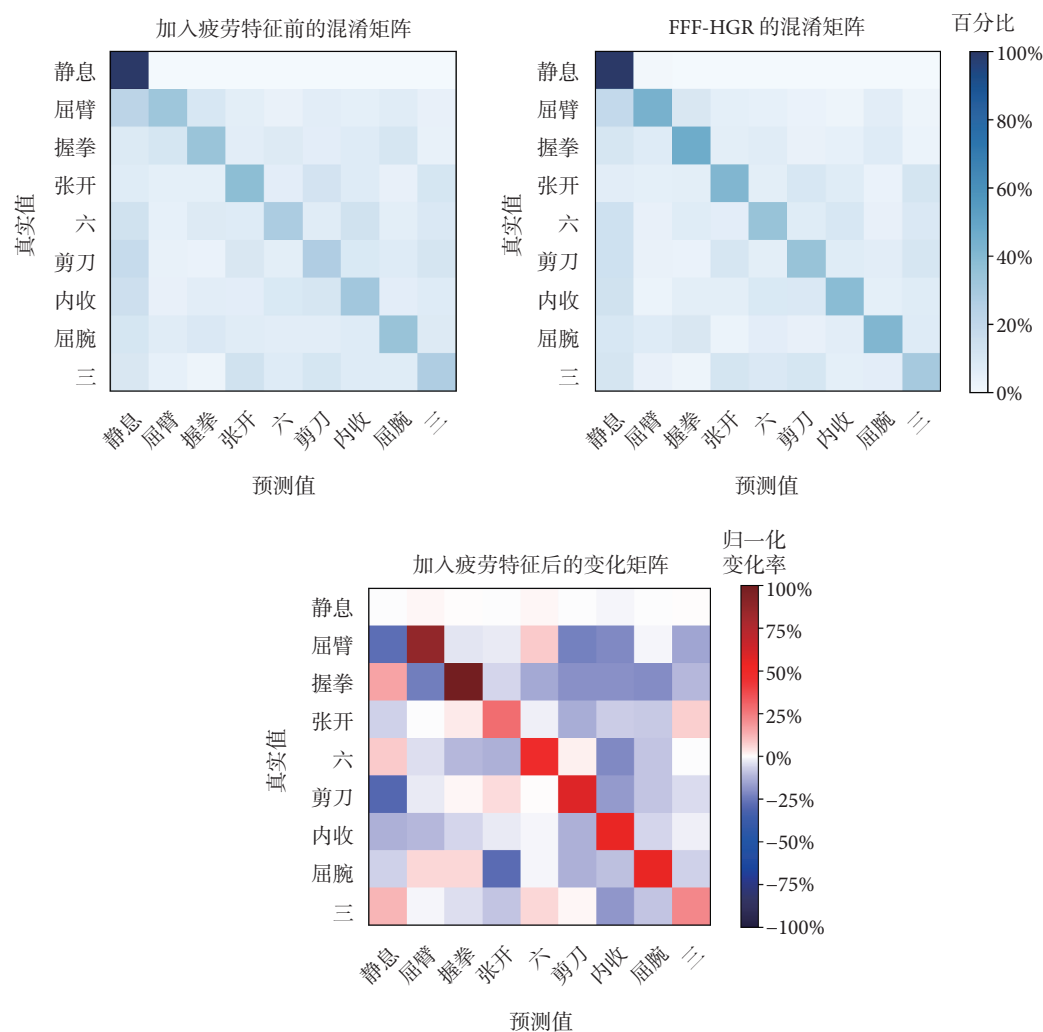 加入疲劳特征前的混淆矩阵
真实值
静息
屈臂
握拳
张开
六
剪刀
内收
屈腕
三
静息
屈臂
握拳
张开
六
剪刀
内收
屈腕
三
预测值
FFF-HGR 的混淆矩阵
真实值
静息
屈臂
握拳
张开
六
剪刀
内收
屈腕
三
静息
屈臂
握拳
张开
六
剪刀
内收
屈腕
三
预测值
百分比
100%
80%
60%
40%
20%
0%
加入疲劳特征后的变化矩阵
真实值
静息
屈臂
握拳
张开
六
剪刀
内收
屈腕
三
静息
屈臂
握拳
张开
六
剪刀
内收
屈腕
三
预测值
归一化
变化率
100%
75%
50%
25%
0%
−25%
−50%
−75%
−100%